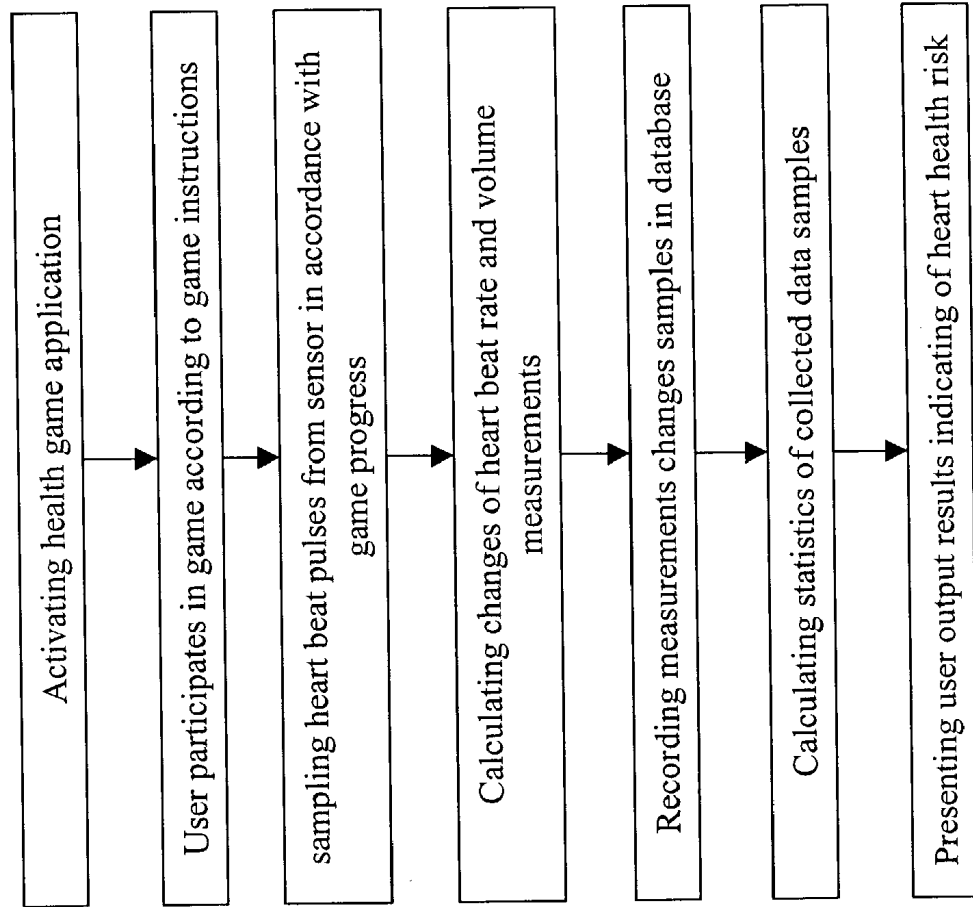 Activating health game application
User participates in game according to game instructions
sampling heart beat pulses from sensor in accordance with
game progress
Calculating changes of heart beat rate and volume
measurements
Recording measurements changes samples in database
Calculating statistics of collected data samples
Presenting user output results indicating of heart health risk